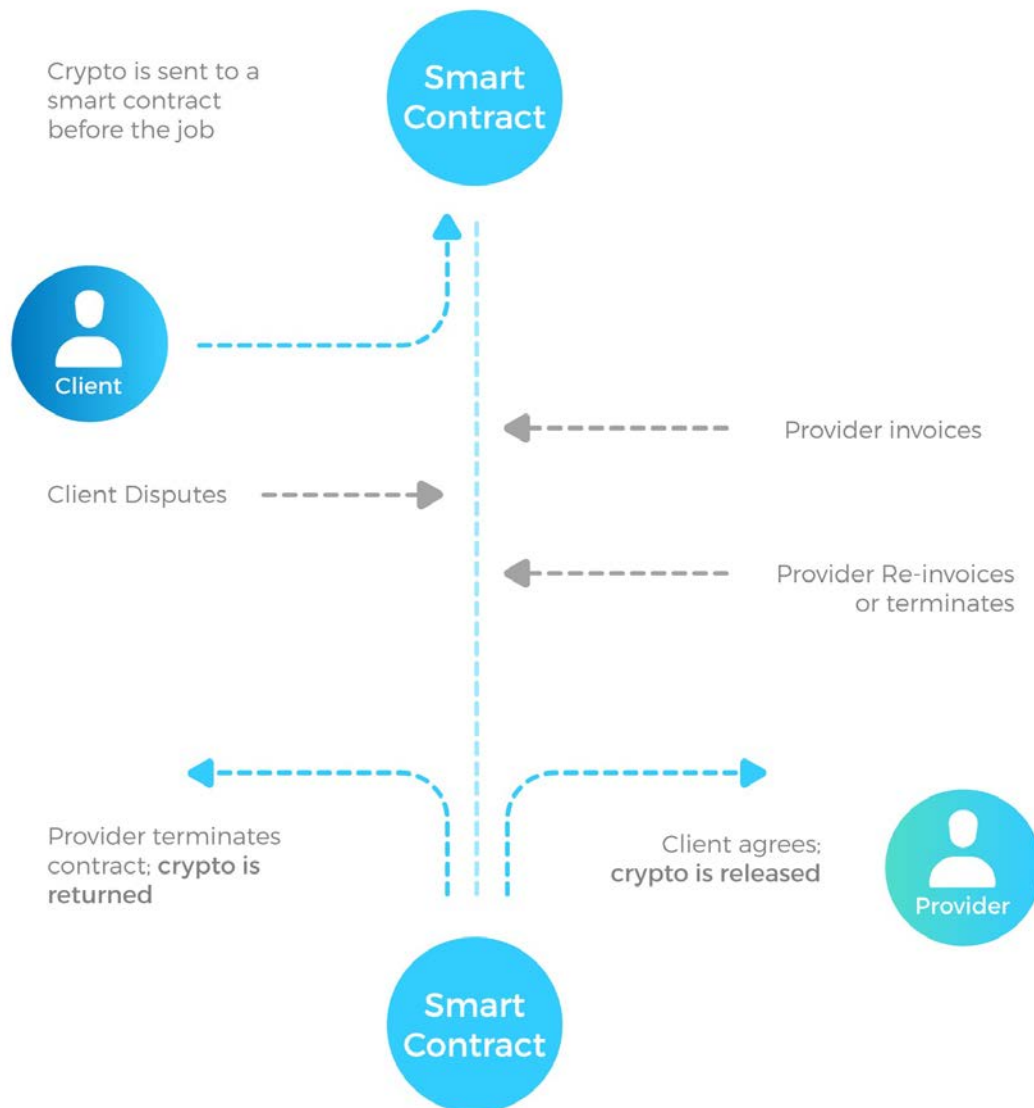 Crypto is sent to a
smart contract
before the job
Smart
Contract
Client
Provider invoices
Client Disputes
Provider Re-invoices
or terminates
Provider terminates
contract; crypto is
returned
Client agrees;
crypto is released
Provider
Smart
Contract